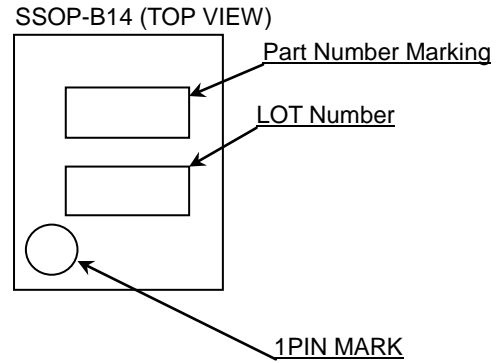 SSOP-B14 (TOP VIEW)
Part Number Marking
LOT Number
1PIN MARK